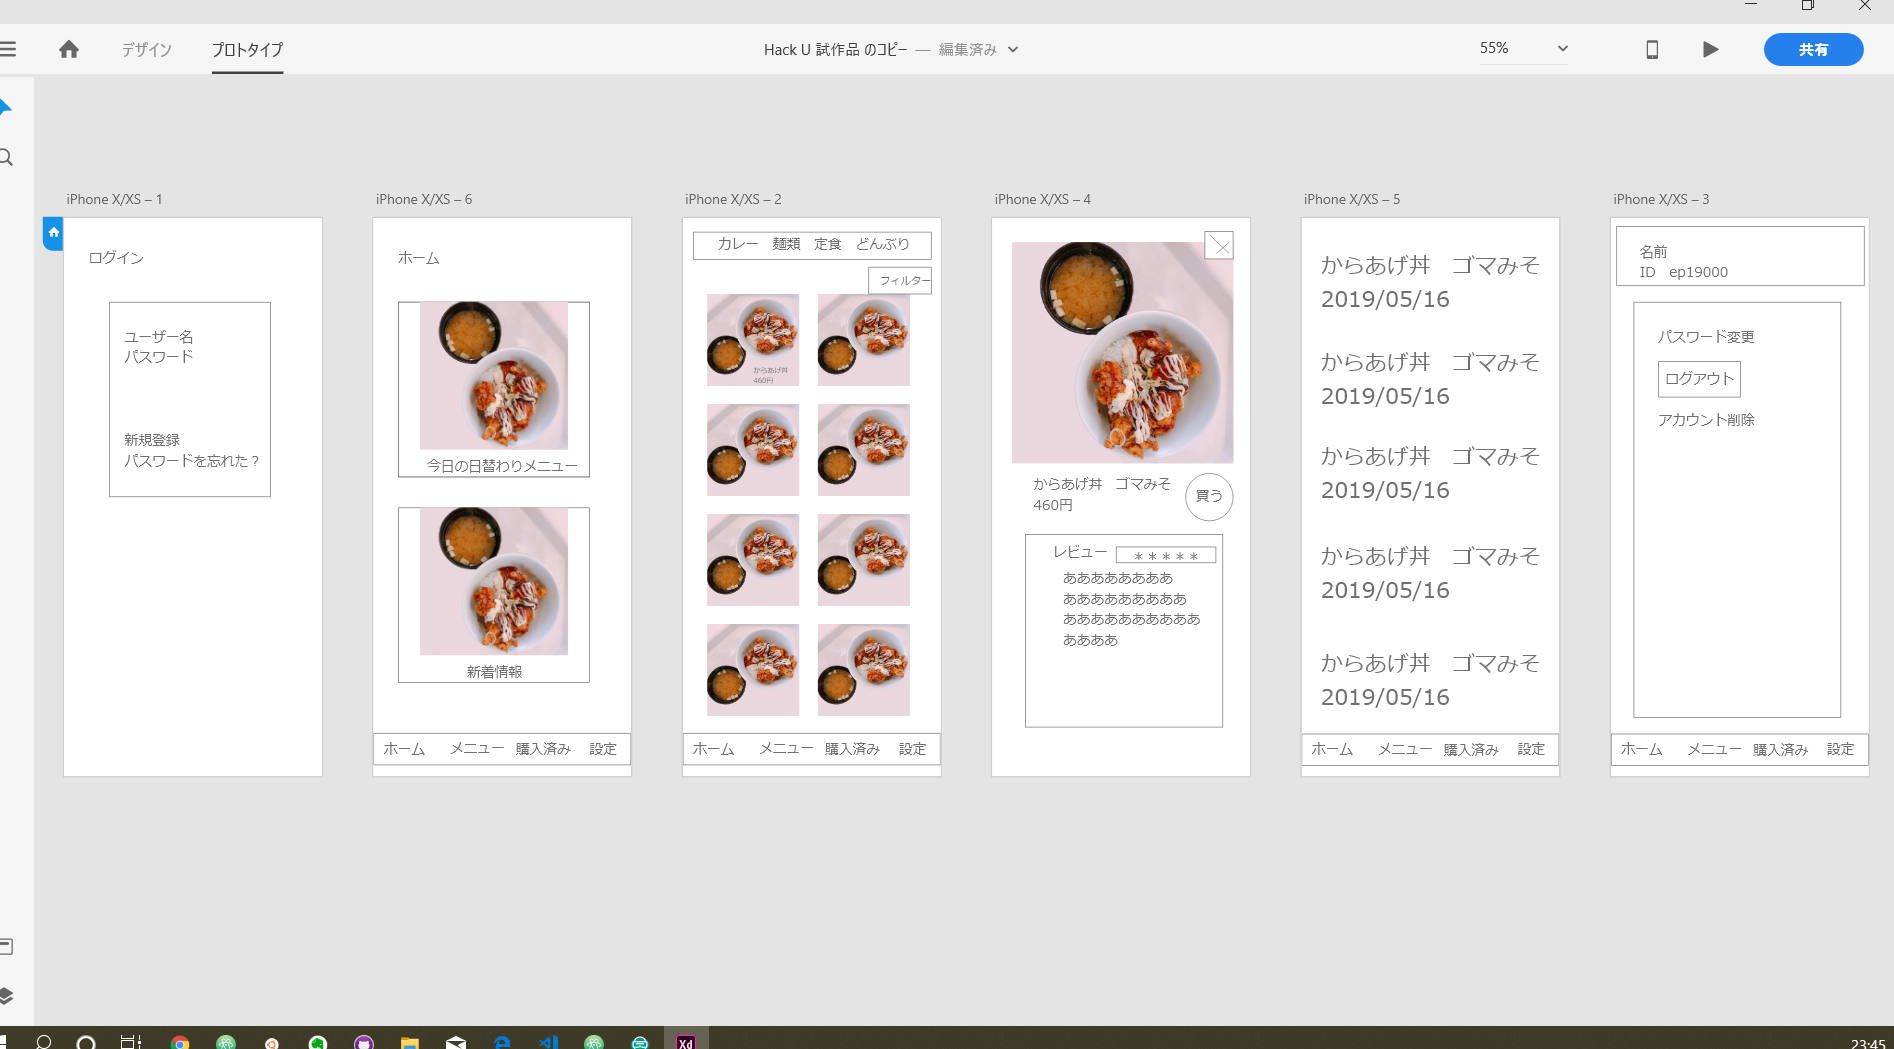 デザイン
プロトタイプ
Hack U 試作品 のコピー — 編集済み
55%
共有
iPhone X/XS – 1
ログイン
ユーザー名
パスワード
新規登録
パスワードを忘れた？
iPhone X/XS – 6
ホーム
今日の日替わりメニュー
新着情報
ホーム メニュー 購入済み 設定
iPhone X/XS – 2
カレー 麺類 定食 どんぶり
フィルター
からあげ丼
460円
ホーム メニュー 購入済み 設定
iPhone X/XS – 4
からあげ丼 ゴマみそ
460円
買う
レビュー
＊＊＊＊＊
ああああああああ
あああああああああ
ああああああああああ
ああああ
iPhone X/XS – 5
からあげ丼 ゴマみそ
2019/05/16
からあげ丼 ゴマみそ
2019/05/16
からあげ丼 ゴマみそ
2019/05/16
からあげ丼 ゴマみそ
2019/05/16
からあげ丼 ゴマみそ
2019/05/16
ホーム メニュー 購入済み 設定
iPhone X/XS – 3
名前
ID ep19000
パスワード変更
ログアウト
アカウント削除
ホーム メニュー 購入済み 設定
Xd
23:45